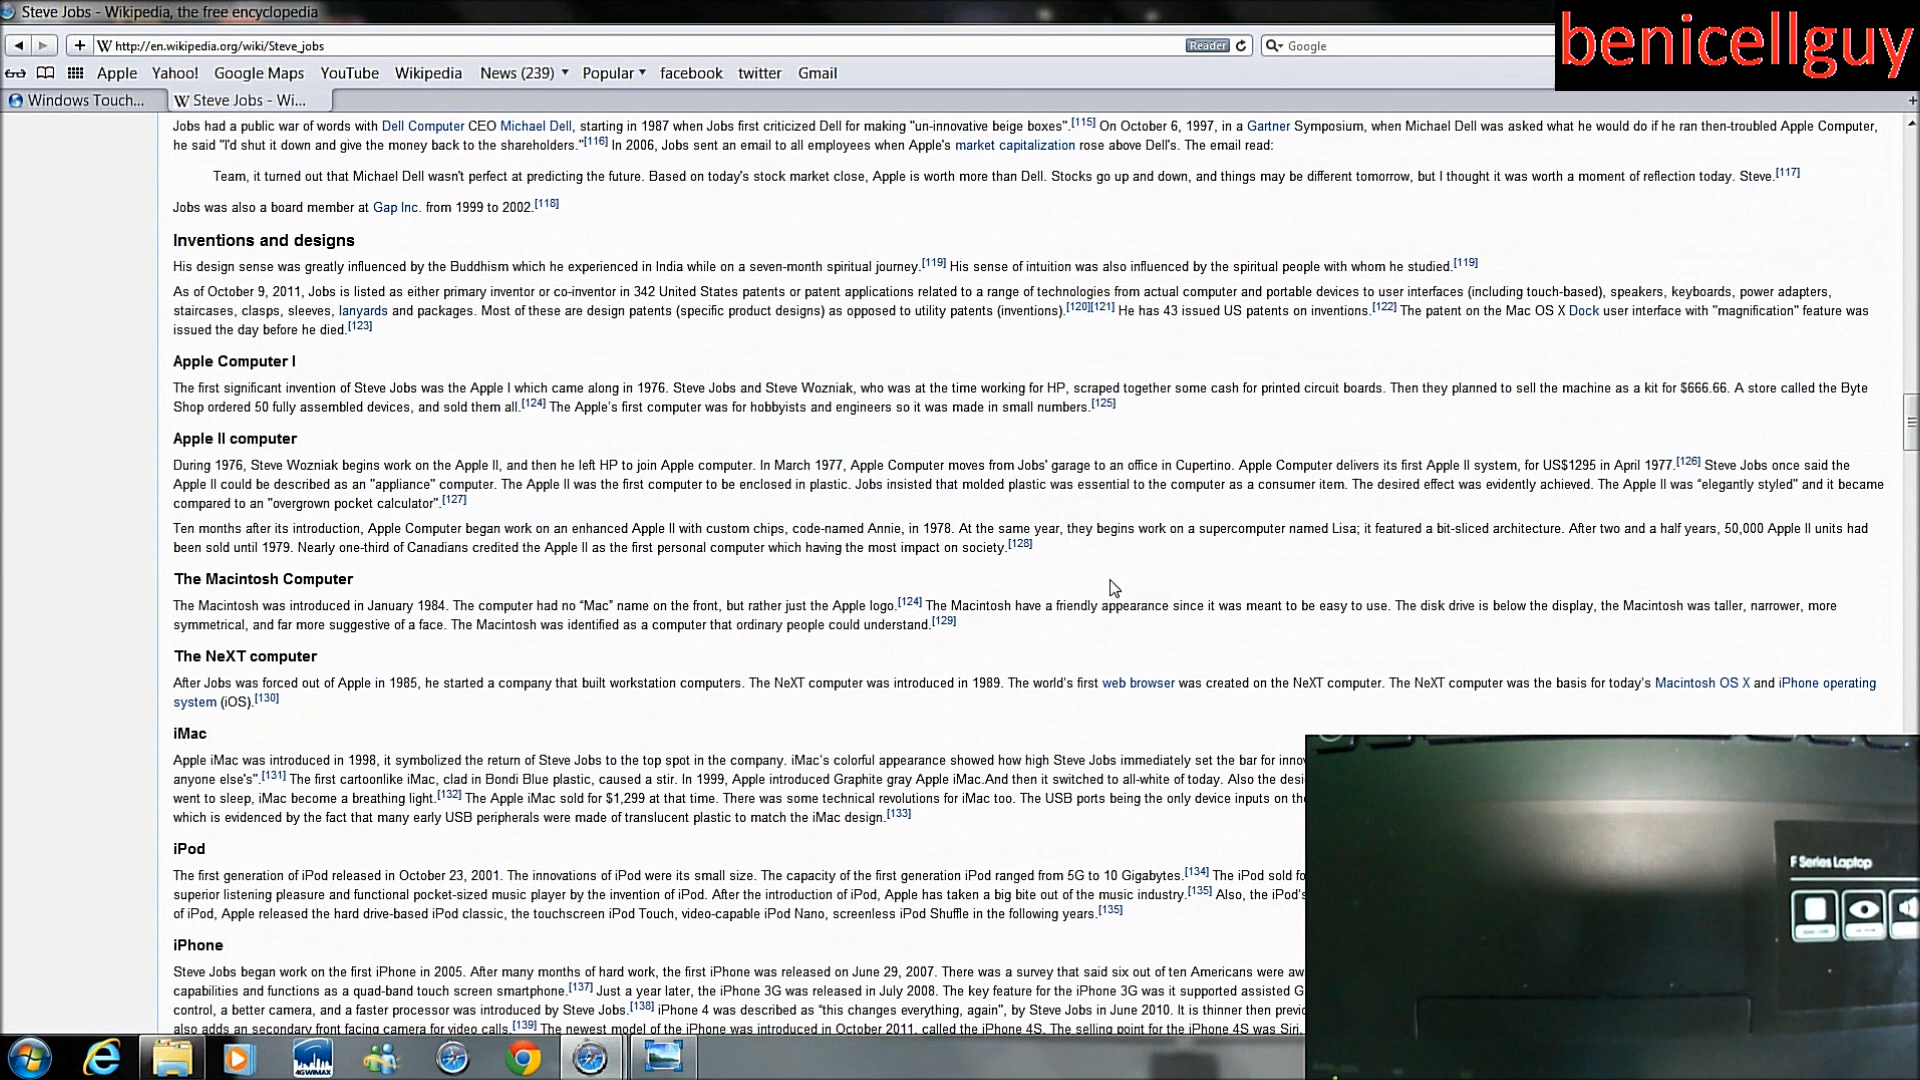 Steve Jobs - Wikipedia, the free encyclopedia
benicellguy
W http://en.wikipedia.org/wiki/Steve_jobs
Reader
Google
Apple Yahoo! Google Maps YouTube Wikipedia News (239) Popular facebook twitter Gmail
Windows Touch...
W Steve Jobs - Wi...
Jobs had a public war of words with Dell Computer CEO Michael Dell, starting in 1987 when Jobs first criticized Dell for making "un-innovative beige boxes".[115] On October 6, 1997, in a Gartner Symposium, when Michael Dell was asked what he would do if he ran then-troubled Apple Computer,
he said "I'd shut it down and give the money back to the shareholders."[116] In 2006, Jobs sent an email to all employees when Apple's market capitalization rose above Dell's. The email read:
Team, it turned out that Michael Dell wasn't perfect at predicting the future. Based on today's stock market close, Apple is worth more than Dell. Stocks go up and down, and things may be different tomorrow, but I thought it was worth a moment of reflection today. Steve.[117]
Jobs was also a board member at Gap Inc. from 1999 to 2002.[118]
Inventions and designs
His design sense was greatly influenced by the Buddhism which he experienced in India while on a seven-month spiritual journey.[119] His sense of intuition was also influenced by the spiritual people with whom he studied.[119]
As of October 9, 2011, Jobs is listed as either primary inventor or co-inventor in 342 United States patents or patent applications related to a range of technologies from actual computer and portable devices to user interfaces (including touch-based), speakers, keyboards, power adapters,
staircases, clasps, sleeves, lanyards and packages. Most of these are design patents (specific product designs) as opposed to utility patents (inventions).[120][121] He has 43 issued US patents on inventions.[122] The patent on the Mac OS X Dock user interface with "magnification" feature was
issued the day before he died.[123]
Apple Computer I
The first significant invention of Steve Jobs was the Apple I which came along in 1976. Steve Jobs and Steve Wozniak, who was at the time working for HP, scraped together some cash for printed circuit boards. Then they planned to sell the machine as a kit for $666.66. A store called the Byte
Shop ordered 50 fully assembled devices, and sold them all.[124] The Apple's first computer was for hobbyists and engineers so it was made in small numbers.[125]
Apple II computer
During 1976, Steve Wozniak begins work on the Apple II, and then he left HP to join Apple computer. In March 1977, Apple Computer moves from Jobs' garage to an office in Cupertino. Apple Computer delivers its first Apple II system, for US$1295 in April 1977.[126] Steve Jobs once said the
Apple II could be described as an "appliance" computer. The Apple II was the first computer to be enclosed in plastic. Jobs insisted that molded plastic was essential to the computer as a consumer item. The desired effect was evidently achieved. The Apple II was “elegantly styled” and it became
compared to an "overgrown pocket calculator".[127]
Ten months after its introduction, Apple Computer began work on an enhanced Apple II with custom chips, code-named Annie, in 1978. At the same year, they begins work on a supercomputer named Lisa; it featured a bit-sliced architecture. After two and a half years, 50,000 Apple II units had
been sold until 1979. Nearly one-third of Canadians credited the Apple II as the first personal computer which having the most impact on society.[128]
The Macintosh Computer
The Macintosh was introduced in January 1984. The computer had no “Mac” name on the front, but rather just the Apple logo.[124] The Macintosh have a friendly appearance since it was meant to be easy to use. The disk drive is below the display, the Macintosh was taller, narrower, more
symmetrical, and far more suggestive of a face. The Macintosh was identified as a computer that ordinary people could understand.[129]
The NeXT computer
After Jobs was forced out of Apple in 1985, he started a company that built workstation computers. The NeXT computer was introduced in 1989. The world's first web browser was created on the NeXT computer. The NeXT computer was the basis for today's Macintosh OS X and iPhone operating
system (iOS).[130]
iMac
Apple iMac was introduced in 1998, it symbolized the return of Steve Jobs to the top spot in the company. iMac's colorful appearance showed how high Steve Jobs immediately set the bar for inno
anyone else's".[131] The first cartoonlike iMac, clad in Bondi Blue plastic, caused a stir. In 1999, Apple introduced Graphite gray Apple iMac.And then it switched to all-white of today. Also the desi
went to sleep, iMac become a breathing light.[132] The Apple iMac sold for $1,299 at that time. There was some technical revolutions for iMac too. The USB ports being the only device inputs on the
which is evidenced by the fact that many early USB peripherals were made of translucent plastic to match the iMac design.[133]
iPod
The first generation of iPod released in October 23, 2001. The innovations of iPod were its small size. The capacity of the first generation iPod ranged from 5G to 10 Gigabytes.[134] The iPod sold fo
superior listening pleasure and functional pocket-sized music player by the invention of iPod. After the introduction of iPod, Apple has taken a big bite out of the music industry.[135] Also, the iPod's
of iPod, Apple released the hard drive-based iPod classic, the touchscreen iPod Touch, video-capable iPod Nano, screenless iPod Shuffle in the following years.[135]
iPhone
Steve Jobs began work on the first iPhone in 2005. After many months of hard work, the first iPhone was released on June 29, 2007. There was a survey that said six out of ten Americans were aw
capabilities and functions as a quad-band touch screen smartphone.[137] Just a year later, the iPhone 3G was released in July 2008. The key feature for the iPhone 3G was it supported assisted G
control, a better camera, and a faster processor was introduced by Steve Jobs.[138] iPhone 4 was described as “this changes everything, again”, by Steve Jobs in June 2010. It is thinner then previo
also adds an secondary front facing camera for video calls.[139] The newest model of the iPhone was introduced in October 2011, called the iPhone 4S. The selling point for the iPhone 4S was Siri,
F Series Laptop
4G WiMAX